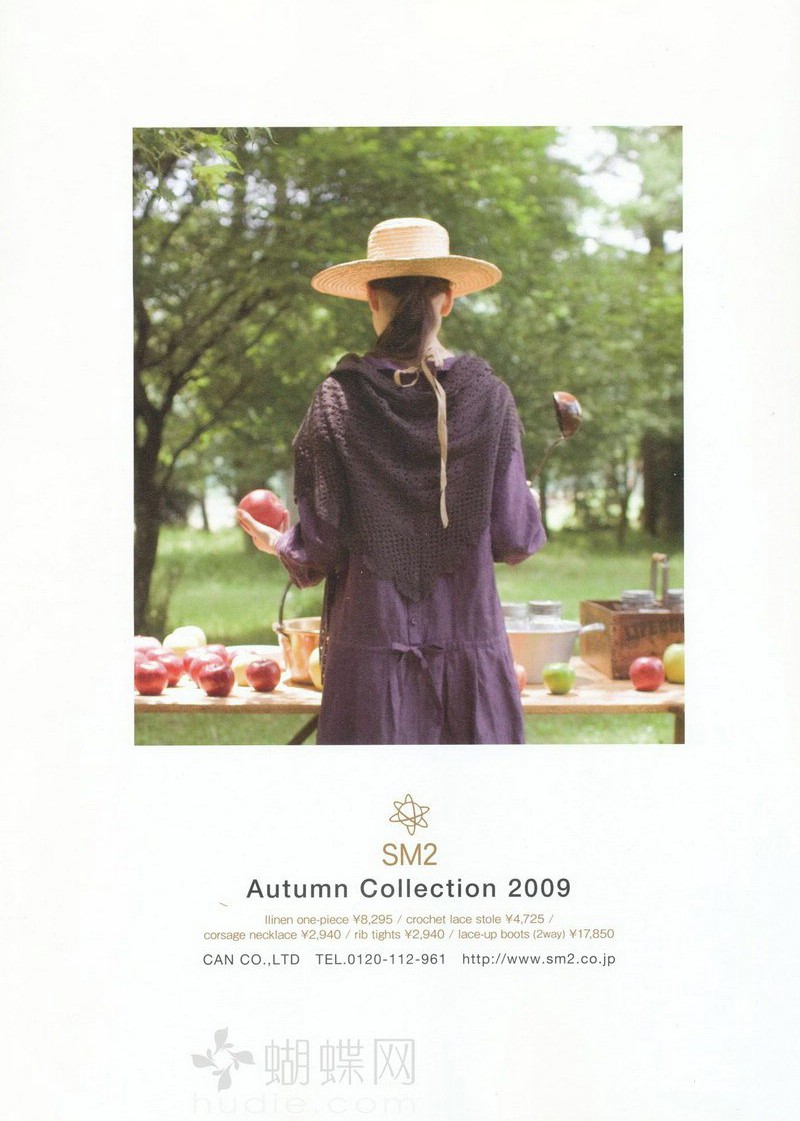 SM2
Autumn Collection 2009
llinen one-piece ¥8,295 / crochet lace stole ¥4,725 /
corsage necklace ¥2,940 / rib tights ¥2,940 / lace-up boots (2way) ¥17,850
CAN CO.,LTD TEL.0120-112-961 http://www.sm2.co.jp
蝴蝶网
hudie.com